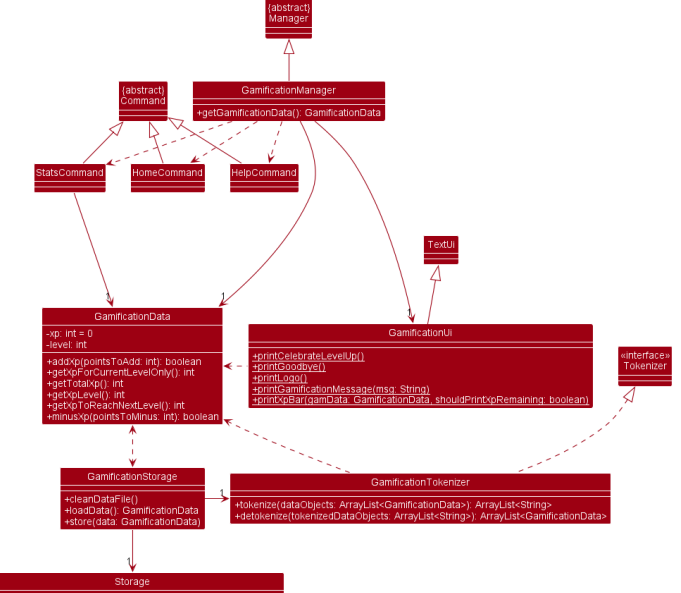 {abstract}
Manager
{abstract}
Command
GamificationManager
+getGamificationData(): GamificationData
StatsCommand
HomeCommand
HelpCommand
TextUi
1
1
1
GamificationData
-xp: int = 0
-level: int
+addXp(pointsToAdd: int): boolean
+getXpForCurrentLevelOnly(): int
+getTotalXp(): int
+getXpLevel(): int
+getXpToReachNextLevel(): int
+minusXp(pointsToMinus: int): boolean
GamificationUi
+printCelebrateLevelUp()
+printGoodbye()
+printLogo()
+printGamificationMessage(msg: String)
+printXpBar(gamData: GamificationData, shouldPrintXpRemaining: boolean)
«interface»
Tokenizer
GamificationStorage
+cleanDataFile()
+loadData(): GamificationData
+store(data: GamificationData)
1
GamificationTokenizer
+tokenize(dataObjects: ArrayList<GamificationData>): ArrayList<String>
+detokenize(tokenizedDataObjects: ArrayList<String>): ArrayList<GamificationData>
1
Storage